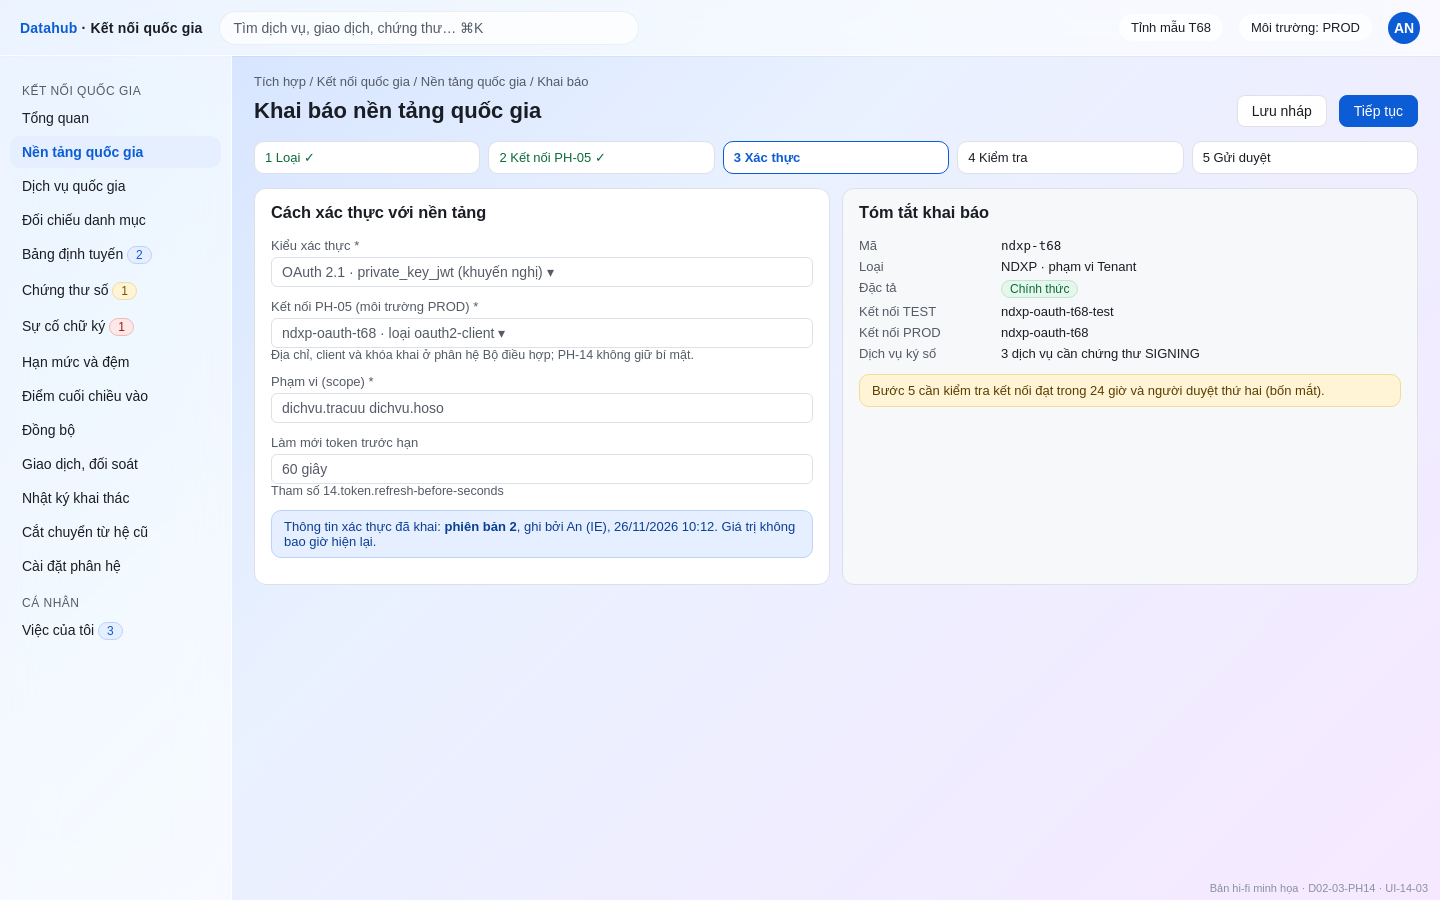 Datahub · Kết nối quốc gia
Tìm dịch vụ, giao dịch, chứng thư… ⌘K
Tỉnh mẫu T68
Môi trường: PROD
AN
KẾT NỐI QUỐC GIA
Tổng quan
Nền tảng quốc gia
Dịch vụ quốc gia
Đối chiếu danh mục
Bảng định tuyến 2
Chứng thư số 1
Sự cố chữ ký 1
Hạn mức và đệm
Điểm cuối chiều vào
Đồng bộ
Giao dịch, đối soát
Nhật ký khai thác
Cắt chuyển từ hệ cũ
Cài đặt phân hệ
CÁ NHÂN
Việc của tôi 3
Tích hợp / Kết nối quốc gia / Nền tảng quốc gia / Khai báo
Khai báo nền tảng quốc gia
Lưu nháp
Tiếp tục
1 Loại ✓
2 Kết nối PH-05 ✓
3 Xác thực
4 Kiểm tra
5 Gửi duyệt
Cách xác thực với nền tảng
Kiểu xác thực *
OAuth 2.1 · private_key_jwt (khuyến nghị) ▾
Kết nối PH-05 (môi trường PROD) *
ndxp-oauth-t68 · loại oauth2-client ▾
Địa chỉ, client và khóa khai ở phân hệ Bộ điều hợp; PH-14 không giữ bí mật.
Phạm vi (scope) *
dichvu.tracuu dichvu.hoso
Làm mới token trước hạn
60 giây
Tham số 14.token.refresh-before-seconds
Thông tin xác thực đã khai: phiên bản 2, ghi bởi An (IE), 26/11/2026 10:12. Giá trị không
bao giờ hiện lại.
Tóm tắt khai báo
Mã ndxp-t68
Loại NDXP · phạm vi Tenant
Đặc tả Chính thức
Kết nối TEST ndxp-oauth-t68-test
Kết nối PROD ndxp-oauth-t68
Dịch vụ ký số 3 dịch vụ cần chứng thư SIGNING
Bước 5 cần kiểm tra kết nối đạt trong 24 giờ và người duyệt thứ hai (bốn mắt).
Bản hi-fi minh họa · D02-03-PH14 · UI-14-03